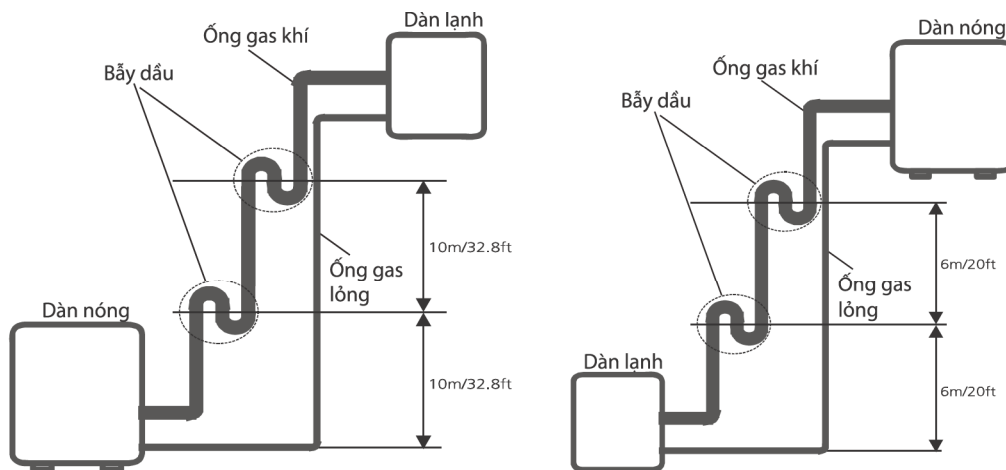 Dàn lạnh
Ống gas khí
Bẫy dầu
10m/32.8ft
Ống gas
lỏng
Dàn nóng
10m/32.8ft
Dàn nóng
Ống gas khí
Bẫy dầu
6m/20ft
Ống gas
lỏng
Dàn lạnh
6m/20ft